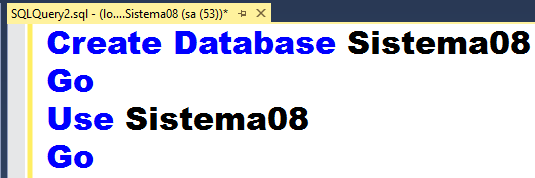 SQLQuery2.sql - (lo....Sistema08 (sa (53))*
Create Database Sistema08
Go
Use Sistema08
Go